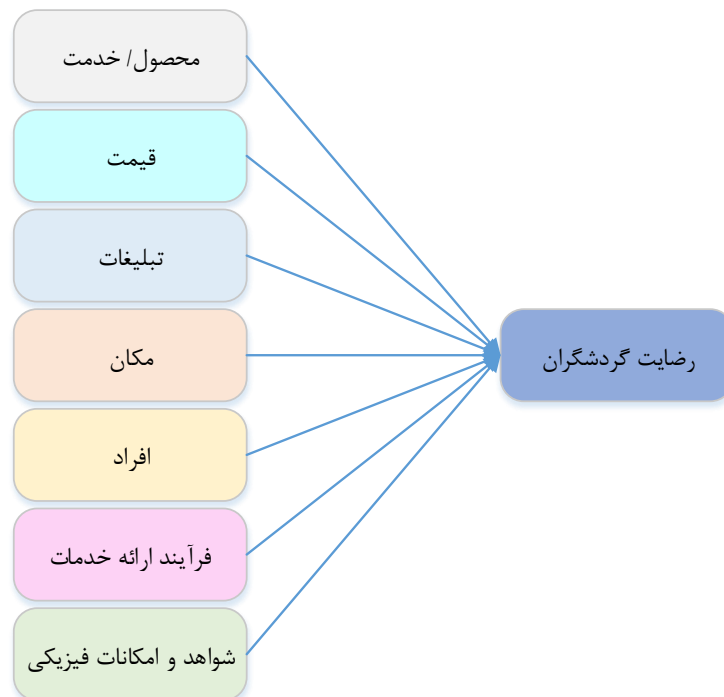 محصول/ خدمت
قیمت
تبلیغات
مکان
افراد
فرآیند ارائه خدمات
شواهد و امکانات فیزیکی
رضایت گردشگران